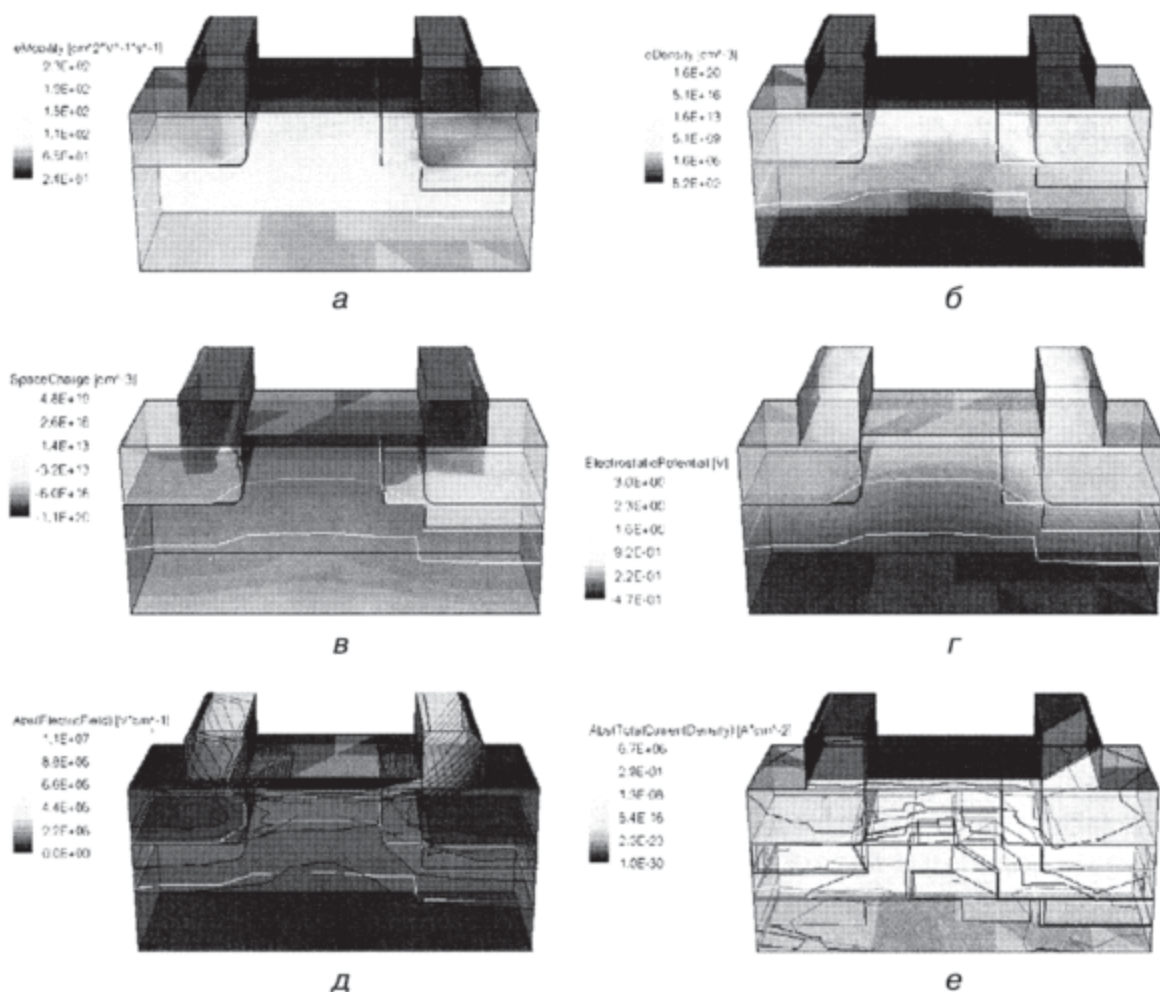 eMobility [cm^2*V^-1*s^-1]
2.3E+02
1.9E+02
1.5E+02
1.1E+02
6.5E+01
2.4E+01
а
eDensity [cm^-3]
1.6E+20
5.1E+16
1.6E+13
5.1E+09
1.6E+06
5.2E+02
б
SpaceCharge [cm^-3]
4.8E+19
2.6E+16
1.4E+13
-3.2E+13
-6.0E+16
-1.1E+20
в
ElectrostaticPotential [V]
3.0E+00
2.3E+00
1.6E+00
9.2E-01
2.2E-01
-4.7E-01
г
Abs(ElectricField) [V*cm^-1]
1.1E+07
8.8E+06
6.6E+06
4.4E+06
2.2E+06
0.0E+00
д
Abs(TotalCurrentDensity) [A*cm^-2]
6.7E+06
2.9E-01
1.3E-08
5.4E-16
2.3E-23
1.0E-30
е